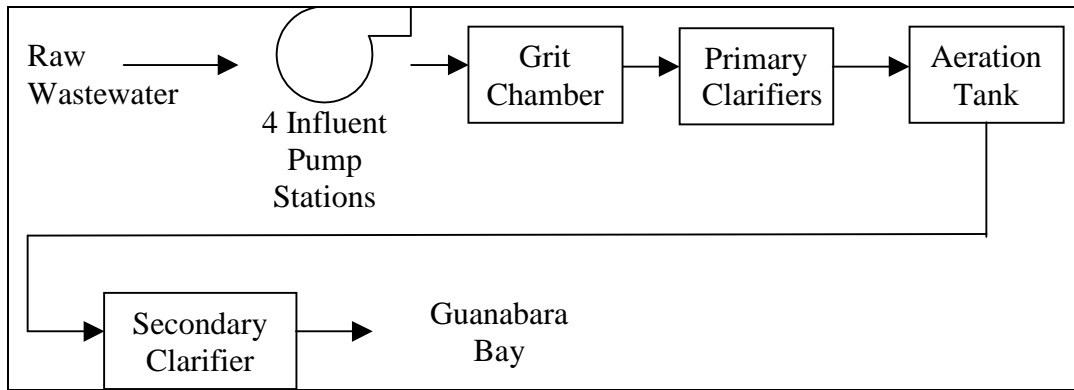 Raw
Wastewater
4 Influent
Pump
Stations
Grit
Chamber
Primary
Clarifiers
Aeration
Tank
Secondary
Clarifier
Guanabara
Bay